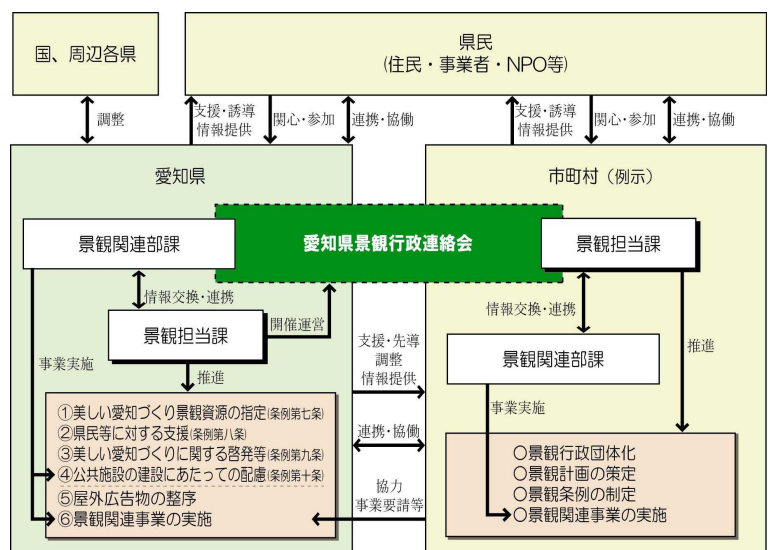 国、周辺各県
県民
(住民・事業者・NPO等)
調整
支援・誘導
情報提供
関心・参加
連携・協働
支援・誘導
情報提供
関心・参加
連携・協働
愛知県
市町村（例示）
景観関連部課
愛知県景観行政連絡会
景観担当課
情報交換・連携
開催運営
景観担当課
事業実施
推進
支援・先導
調整
情報提供
情報交換・連携
推進
景観関連部課
事業実施
①美しい愛知づくり景観資源の指定(条例第七条)
②県民等に対する支援(条例第八条)
③美しい愛知づくりに関する啓発等(条例第九条)
④公共施設の建設にあたっての配慮(条例第十条)
⑤屋外広告物の整序
⑥景観関連事業の実施
連携・協働
協力
事業要請等
〇景観行政団体化
〇景観計画の策定
〇景観条例の制定
〇景観関連事業の実施